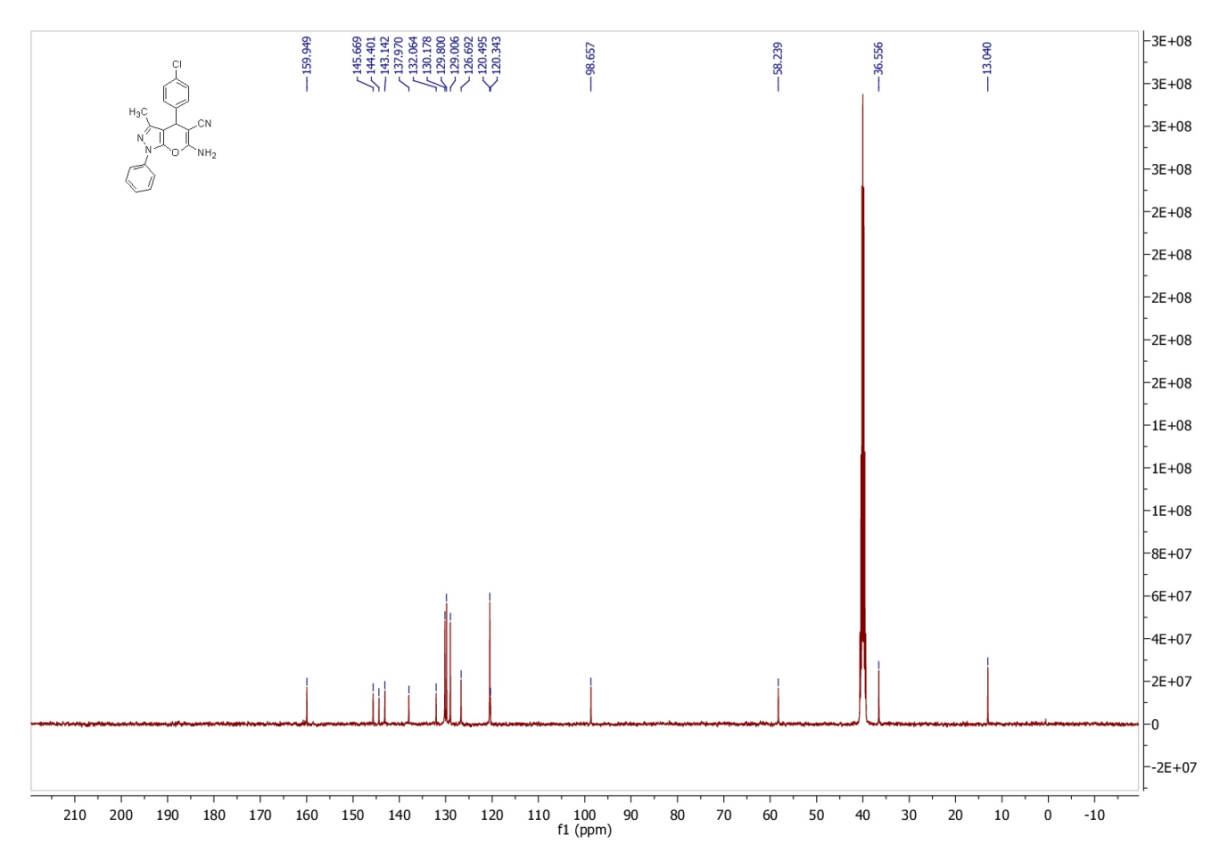 159.949
145.669
144.401
143.142
137.970
132.064
130.178
129.800
129.006
126.692
120.495
120.343
98.657
58.239
36.556
13.040
Cl
H₃C
CN
N
N
O
NH₂
3E+08
3E+08
3E+08
3E+08
2E+08
2E+08
2E+08
2E+08
2E+08
1E+08
1E+08
1E+08
8E+07
6E+07
4E+07
2E+07
0
-2E+07
210 200 190 180 170 160 150 140 130 120 110 100 90 80 70 60 50 40 30 20 10 0 -10
f1 (ppm)